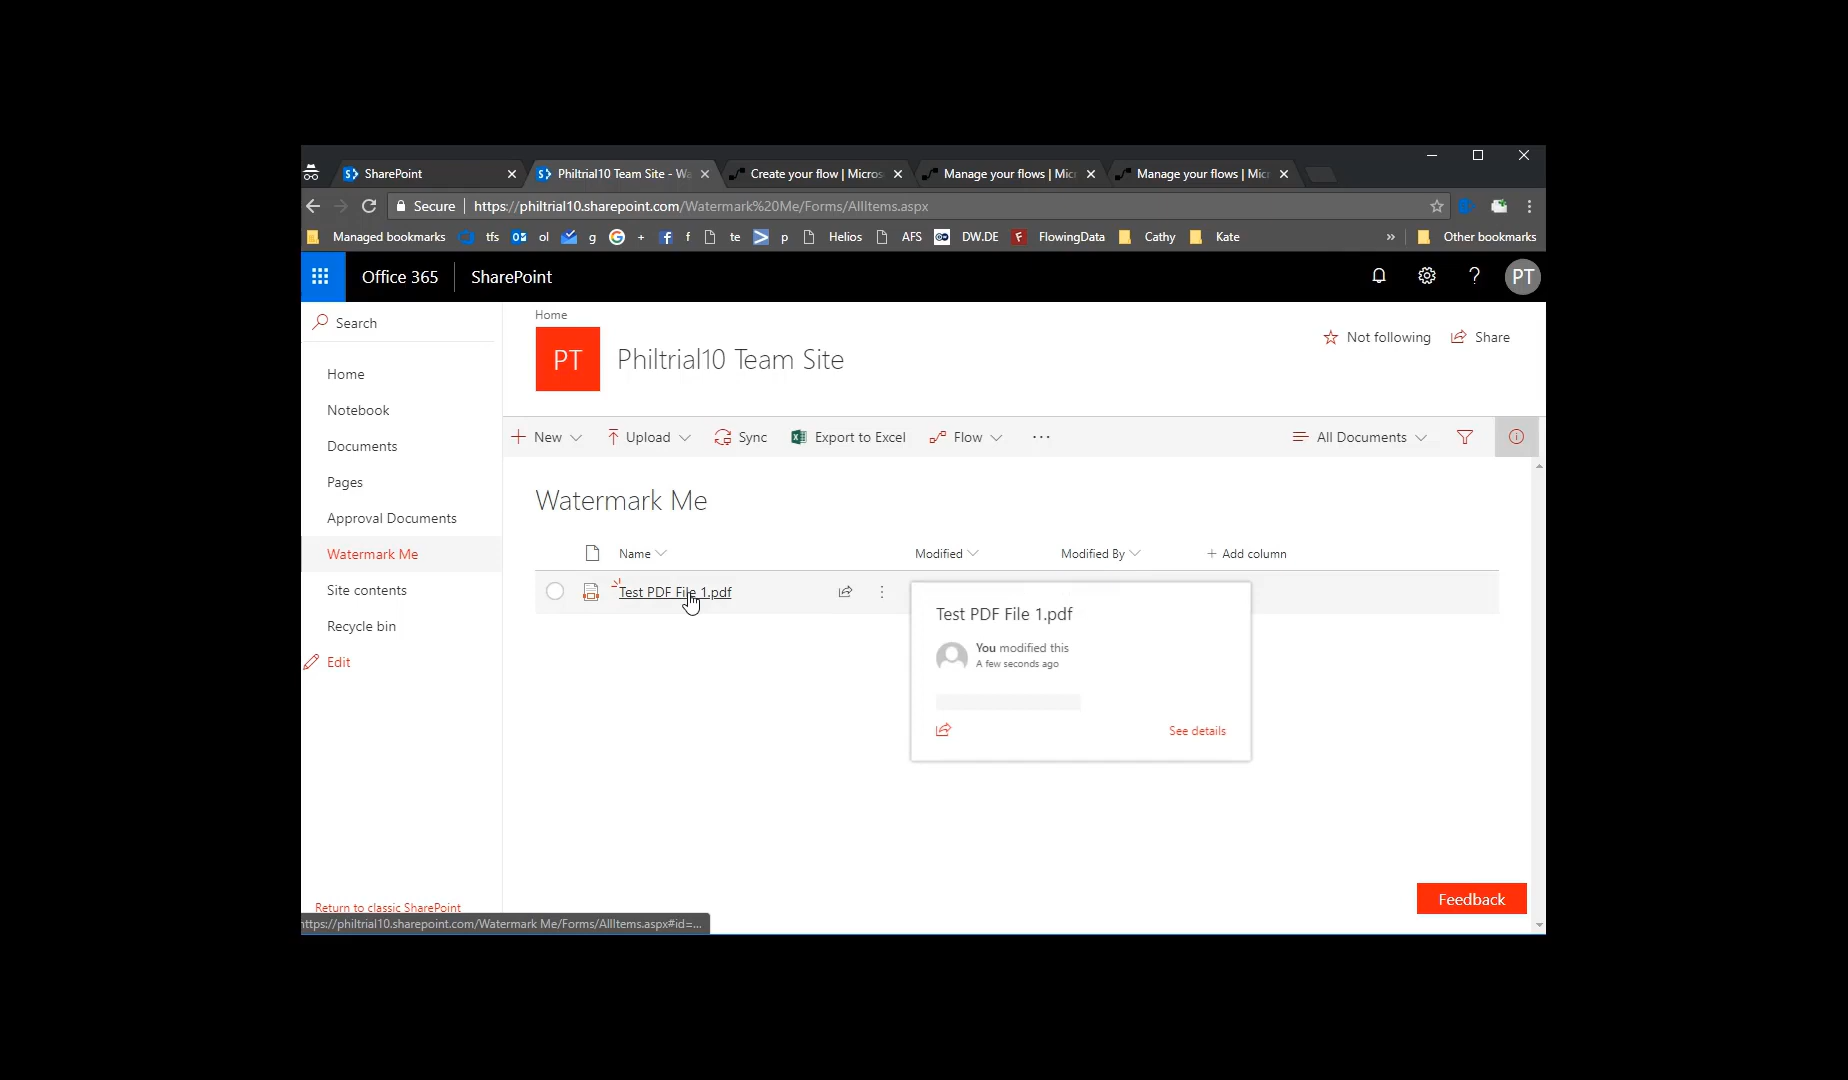 SharePoint
Philtrial10 Team Site - Wa
Create your flow | Micros
Manage your flows | Mic
Manage your flows | Mic
Secure
https://philtrial10.sharepoint.com/Watermark%20Me/Forms/AllItems.aspx
Managed bookmarks tfs ol g + f te p Helios AFS DW.DE FlowingData Cathy Kate » Other bookmarks
Office 365 SharePoint ? PT
Search
Home
Notebook
Documents
Pages
Approval Documents
Watermark Me
Site contents
Recycle bin
Edit
Return to classic SharePoint
Home
PT
Philtrial10 Team Site
Not following Share
New Upload Sync Export to Excel Flow ... All Documents
Watermark Me
Name Modified Modified By + Add column
Test PDF File 1.pdf
Test PDF File 1.pdf
You modified this
A few seconds ago
See details
Feedback
https://philtrial10.sharepoint.com/Watermark Me/Forms/AllItems.aspx#id=...